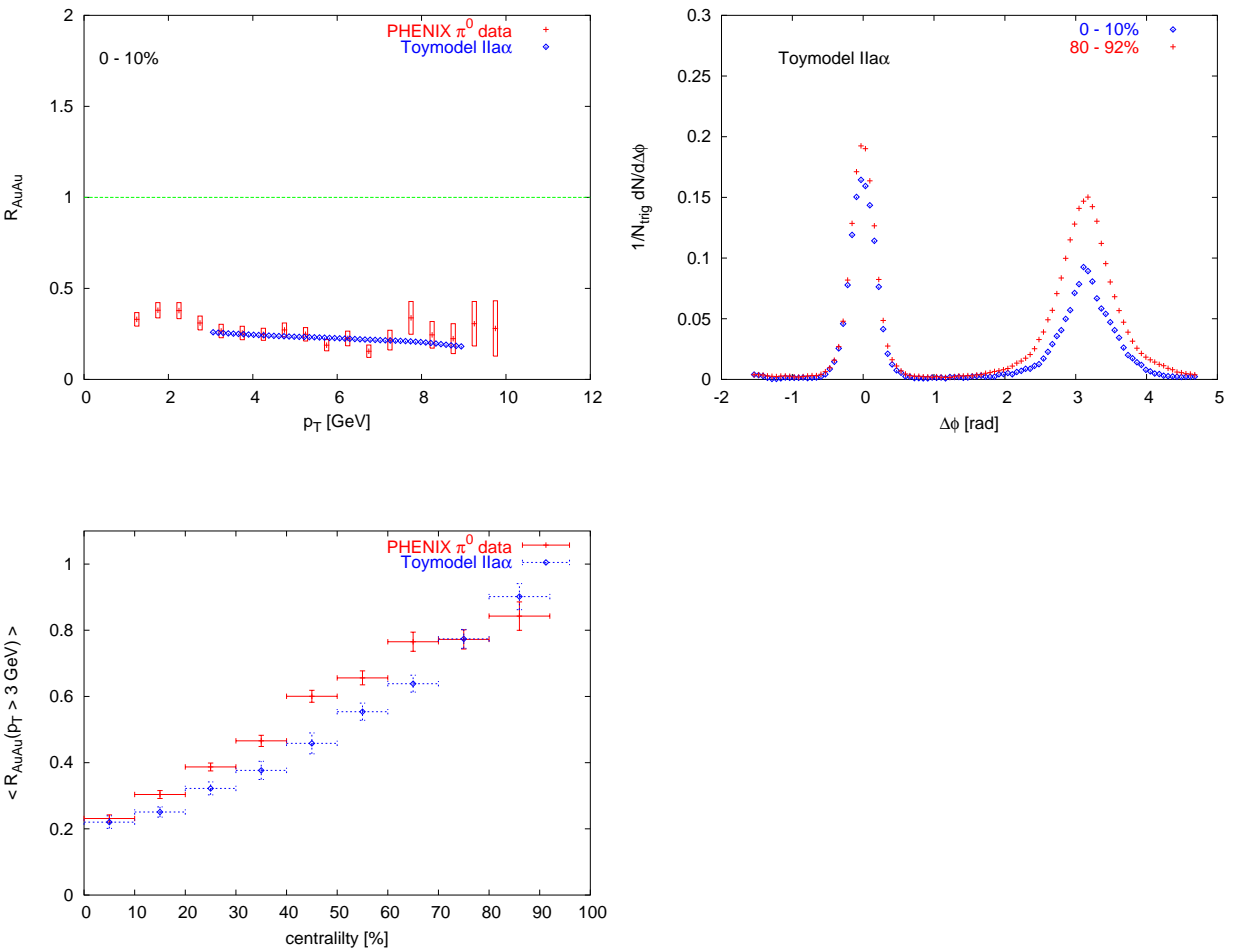 2
1.5
1
0.5
0
R_AuAu
0 - 10%
PHENIX π⁰ data
Toymodel IIaα
0 2 4 6 8 10 12
p_T [GeV]
0.3
0.25
0.2
0.15
0.1
0.05
0
1/N_trig dN/dΔϕ
Toymodel IIaα
0 - 10%
80 - 92%
-2 -1 0 1 2 3 4 5
Δϕ [rad]
1
0.8
0.6
0.4
0.2
0
< R_AuAu(p_T > 3 GeV) >
PHENIX π⁰ data
Toymodel IIaα
0 10 20 30 40 50 60 70 80 90 100
centralilty [%]